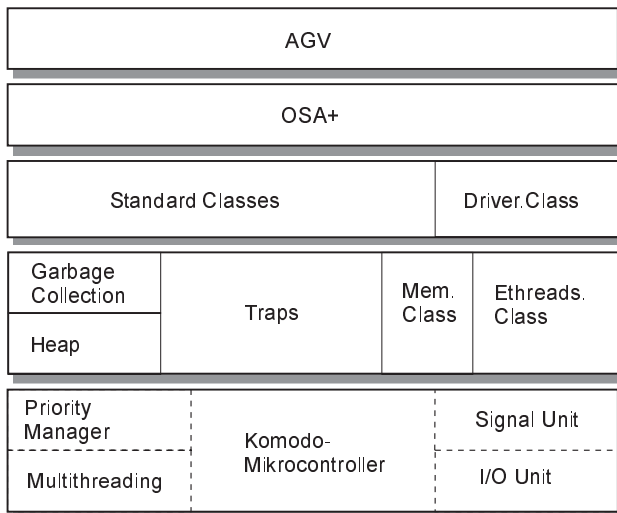 AGV
OSA+
Standard Classes
Driver.Class
Garbage
Collection
Heap
Traps
Mem.
Class
Ethreads.
Class
Priority
Manager
Multithreading
Komodo-
Mikrocontroller
Signal Unit
I/O Unit